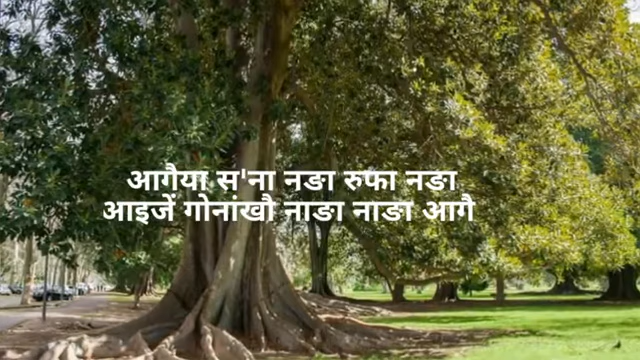 आगैया स'ना नङा रुफा नङा
आइजें गोनांखौ नाङा नाङा आगै